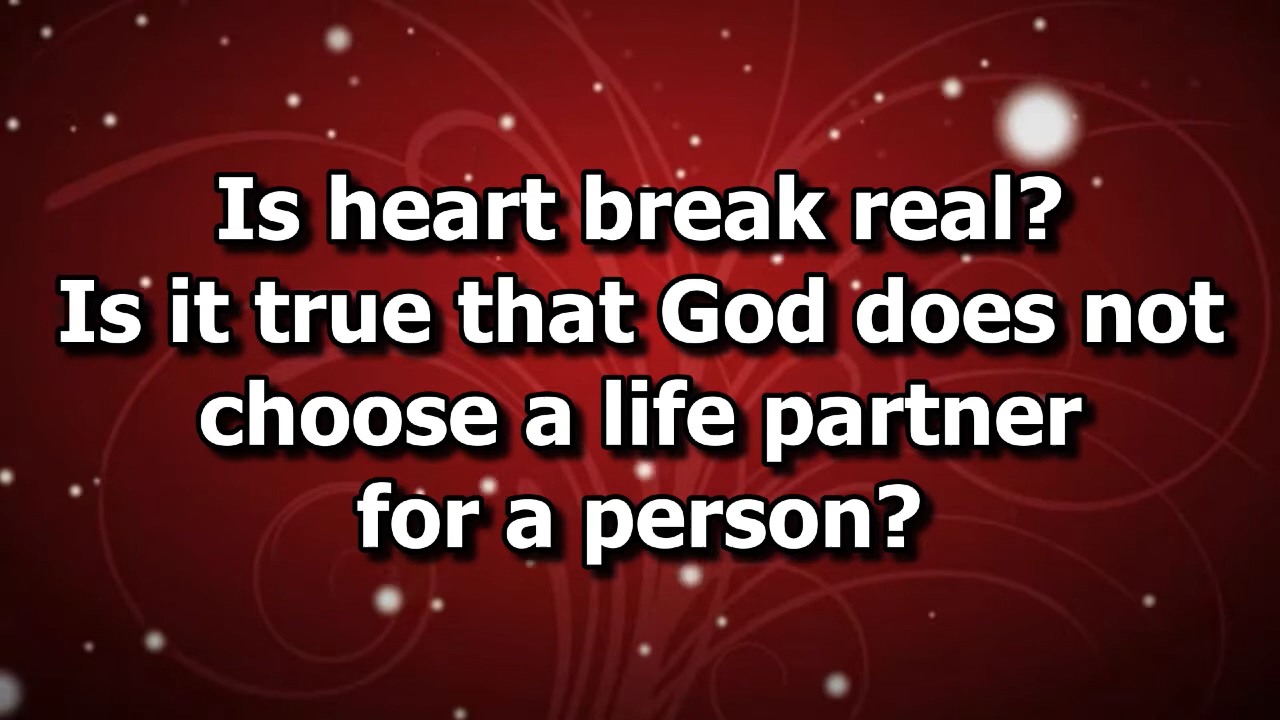 Is heart break real?
Is it true that God does not
choose a life partner
for a person?